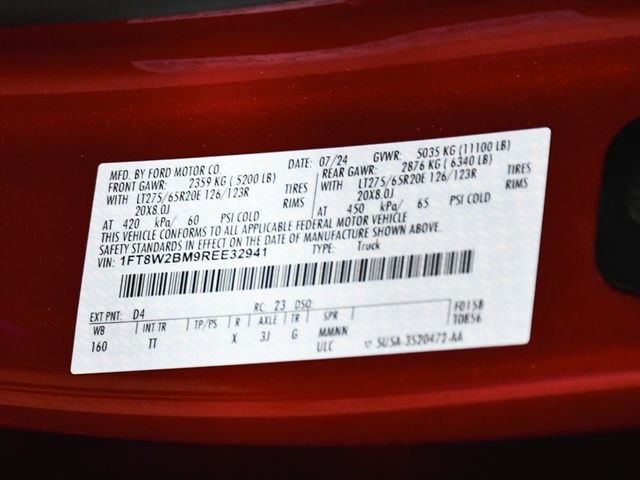 MFD. BY FORD MOTOR CO. DATE: 07/24 GVWR: 5035 KG (11100 LB)
FRONT GAWR: 2359 KG ( 5200 LB) REAR GAWR: 2876 KG ( 6340 LB)
WITH LT275/65R20E 126/123R TIRES WITH LT275/65R20E 126/123R TIRES
20X8.0J RIMS 20X8.0J RIMS
AT 420 kPa/ 60 PSI COLD AT 450 kPa/ 65 PSI COLD
THIS VEHICLE CONFORMS TO ALL APPLICABLE FEDERAL MOTOR VEHICLE
SAFETY STANDARDS IN EFFECT ON THE DATE OF MANUFACTURE SHOWN ABOVE.
VIN: 1FT8W2BM9REE32941 TYPE: Truck
EXT PNT: D4 RC: 23 DSO: F0158
WB INT TR TP/PS R AXLE TR SPR T0856
160 TT X 3J G MMNN
ULC 5USA-3520472-AA